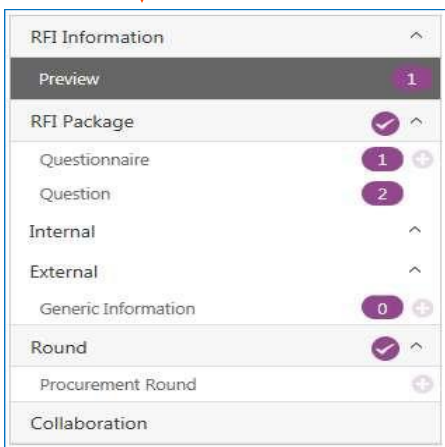 RFI Information
Preview 1
RFI Package
Questionnaire 1
Question 2
Internal
External
Generic Information 0
Round
Procurement Round
Collaboration